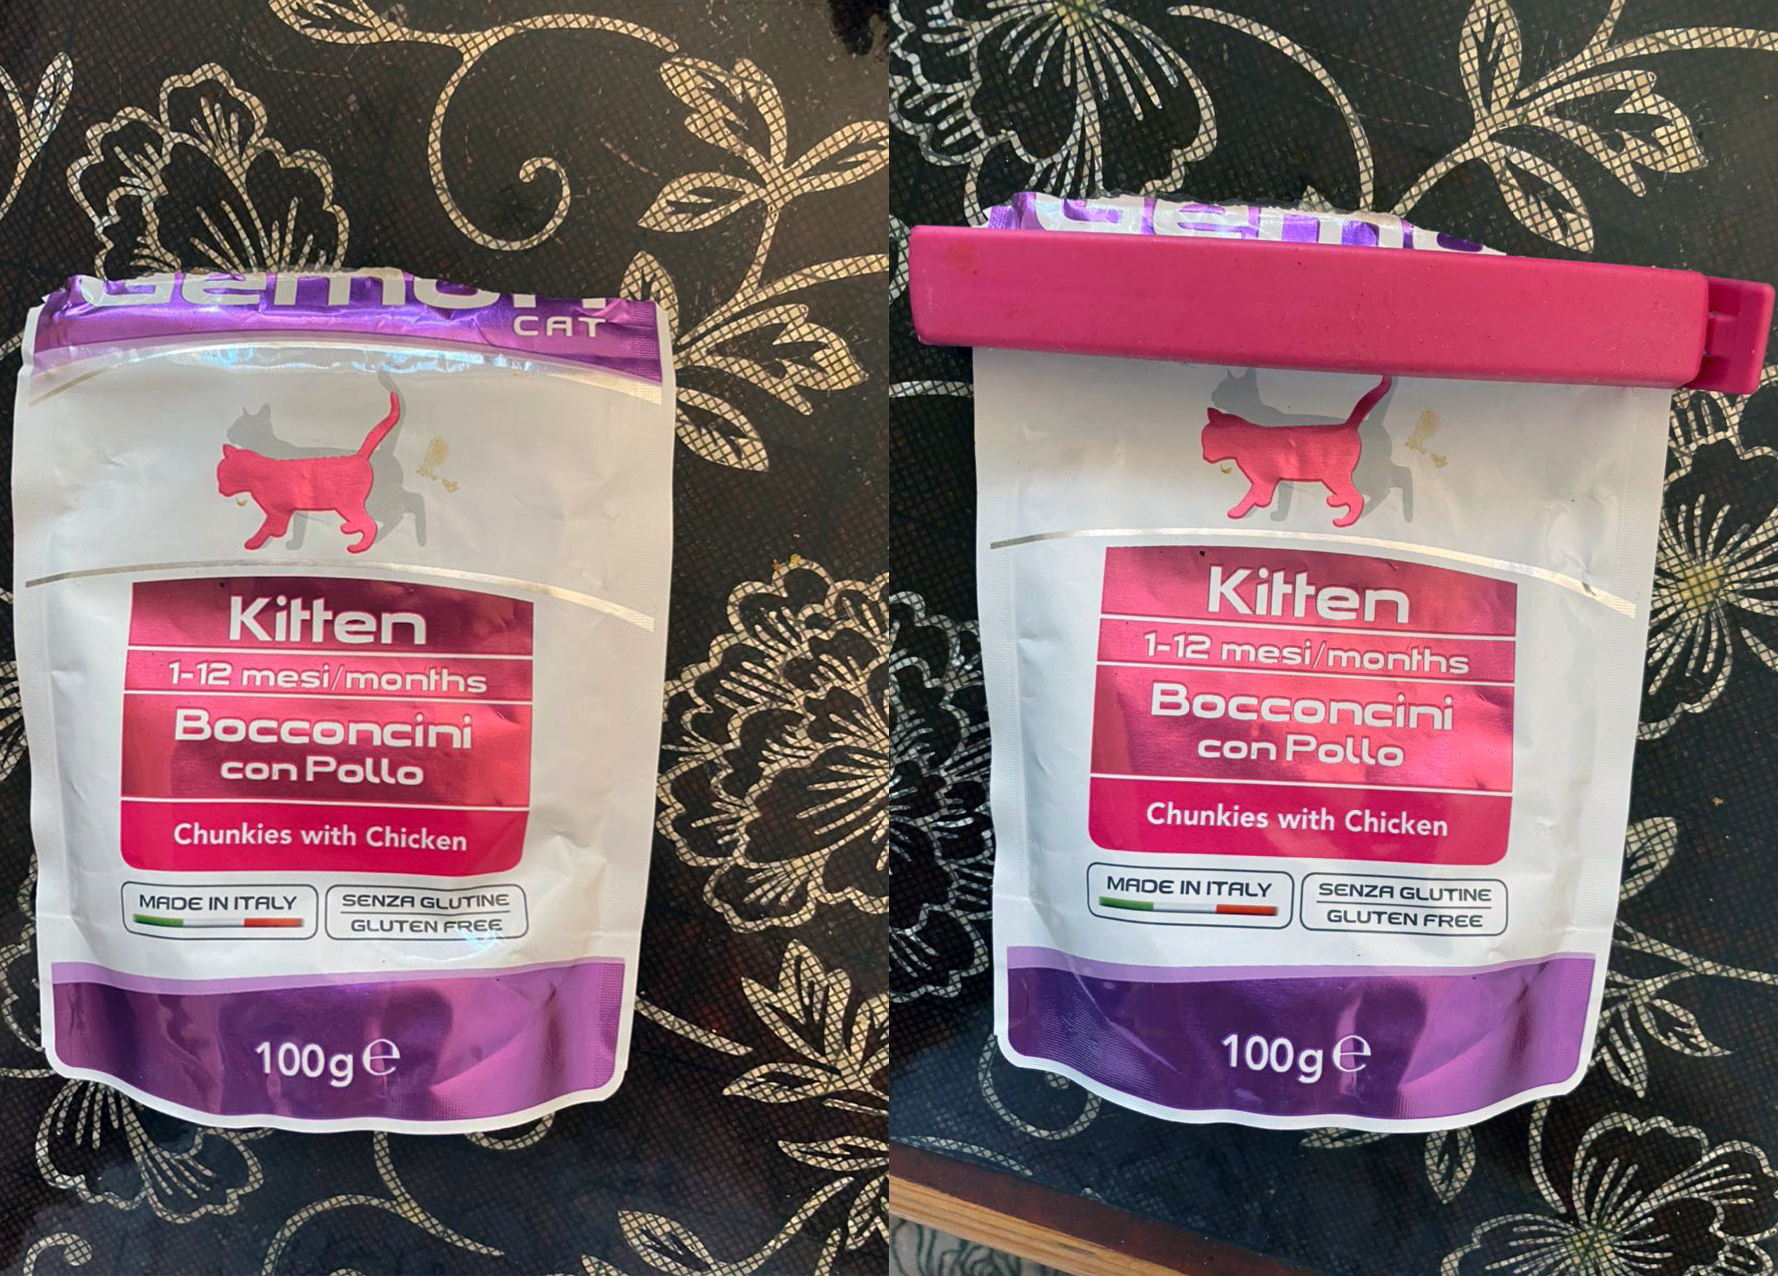 CAT
Kitten
1-12 mesi/months
Bocconcini
con Pollo
Chunkies with Chicken
MADE IN ITALY
SENZA GLUTINE
GLUTEN FREE
100g e
Kitten
1-12 mesi/months
Bocconcini
con Pollo
Chunkies with Chicken
MADE IN ITALY
SENZA GLUTINE
GLUTEN FREE
100g e